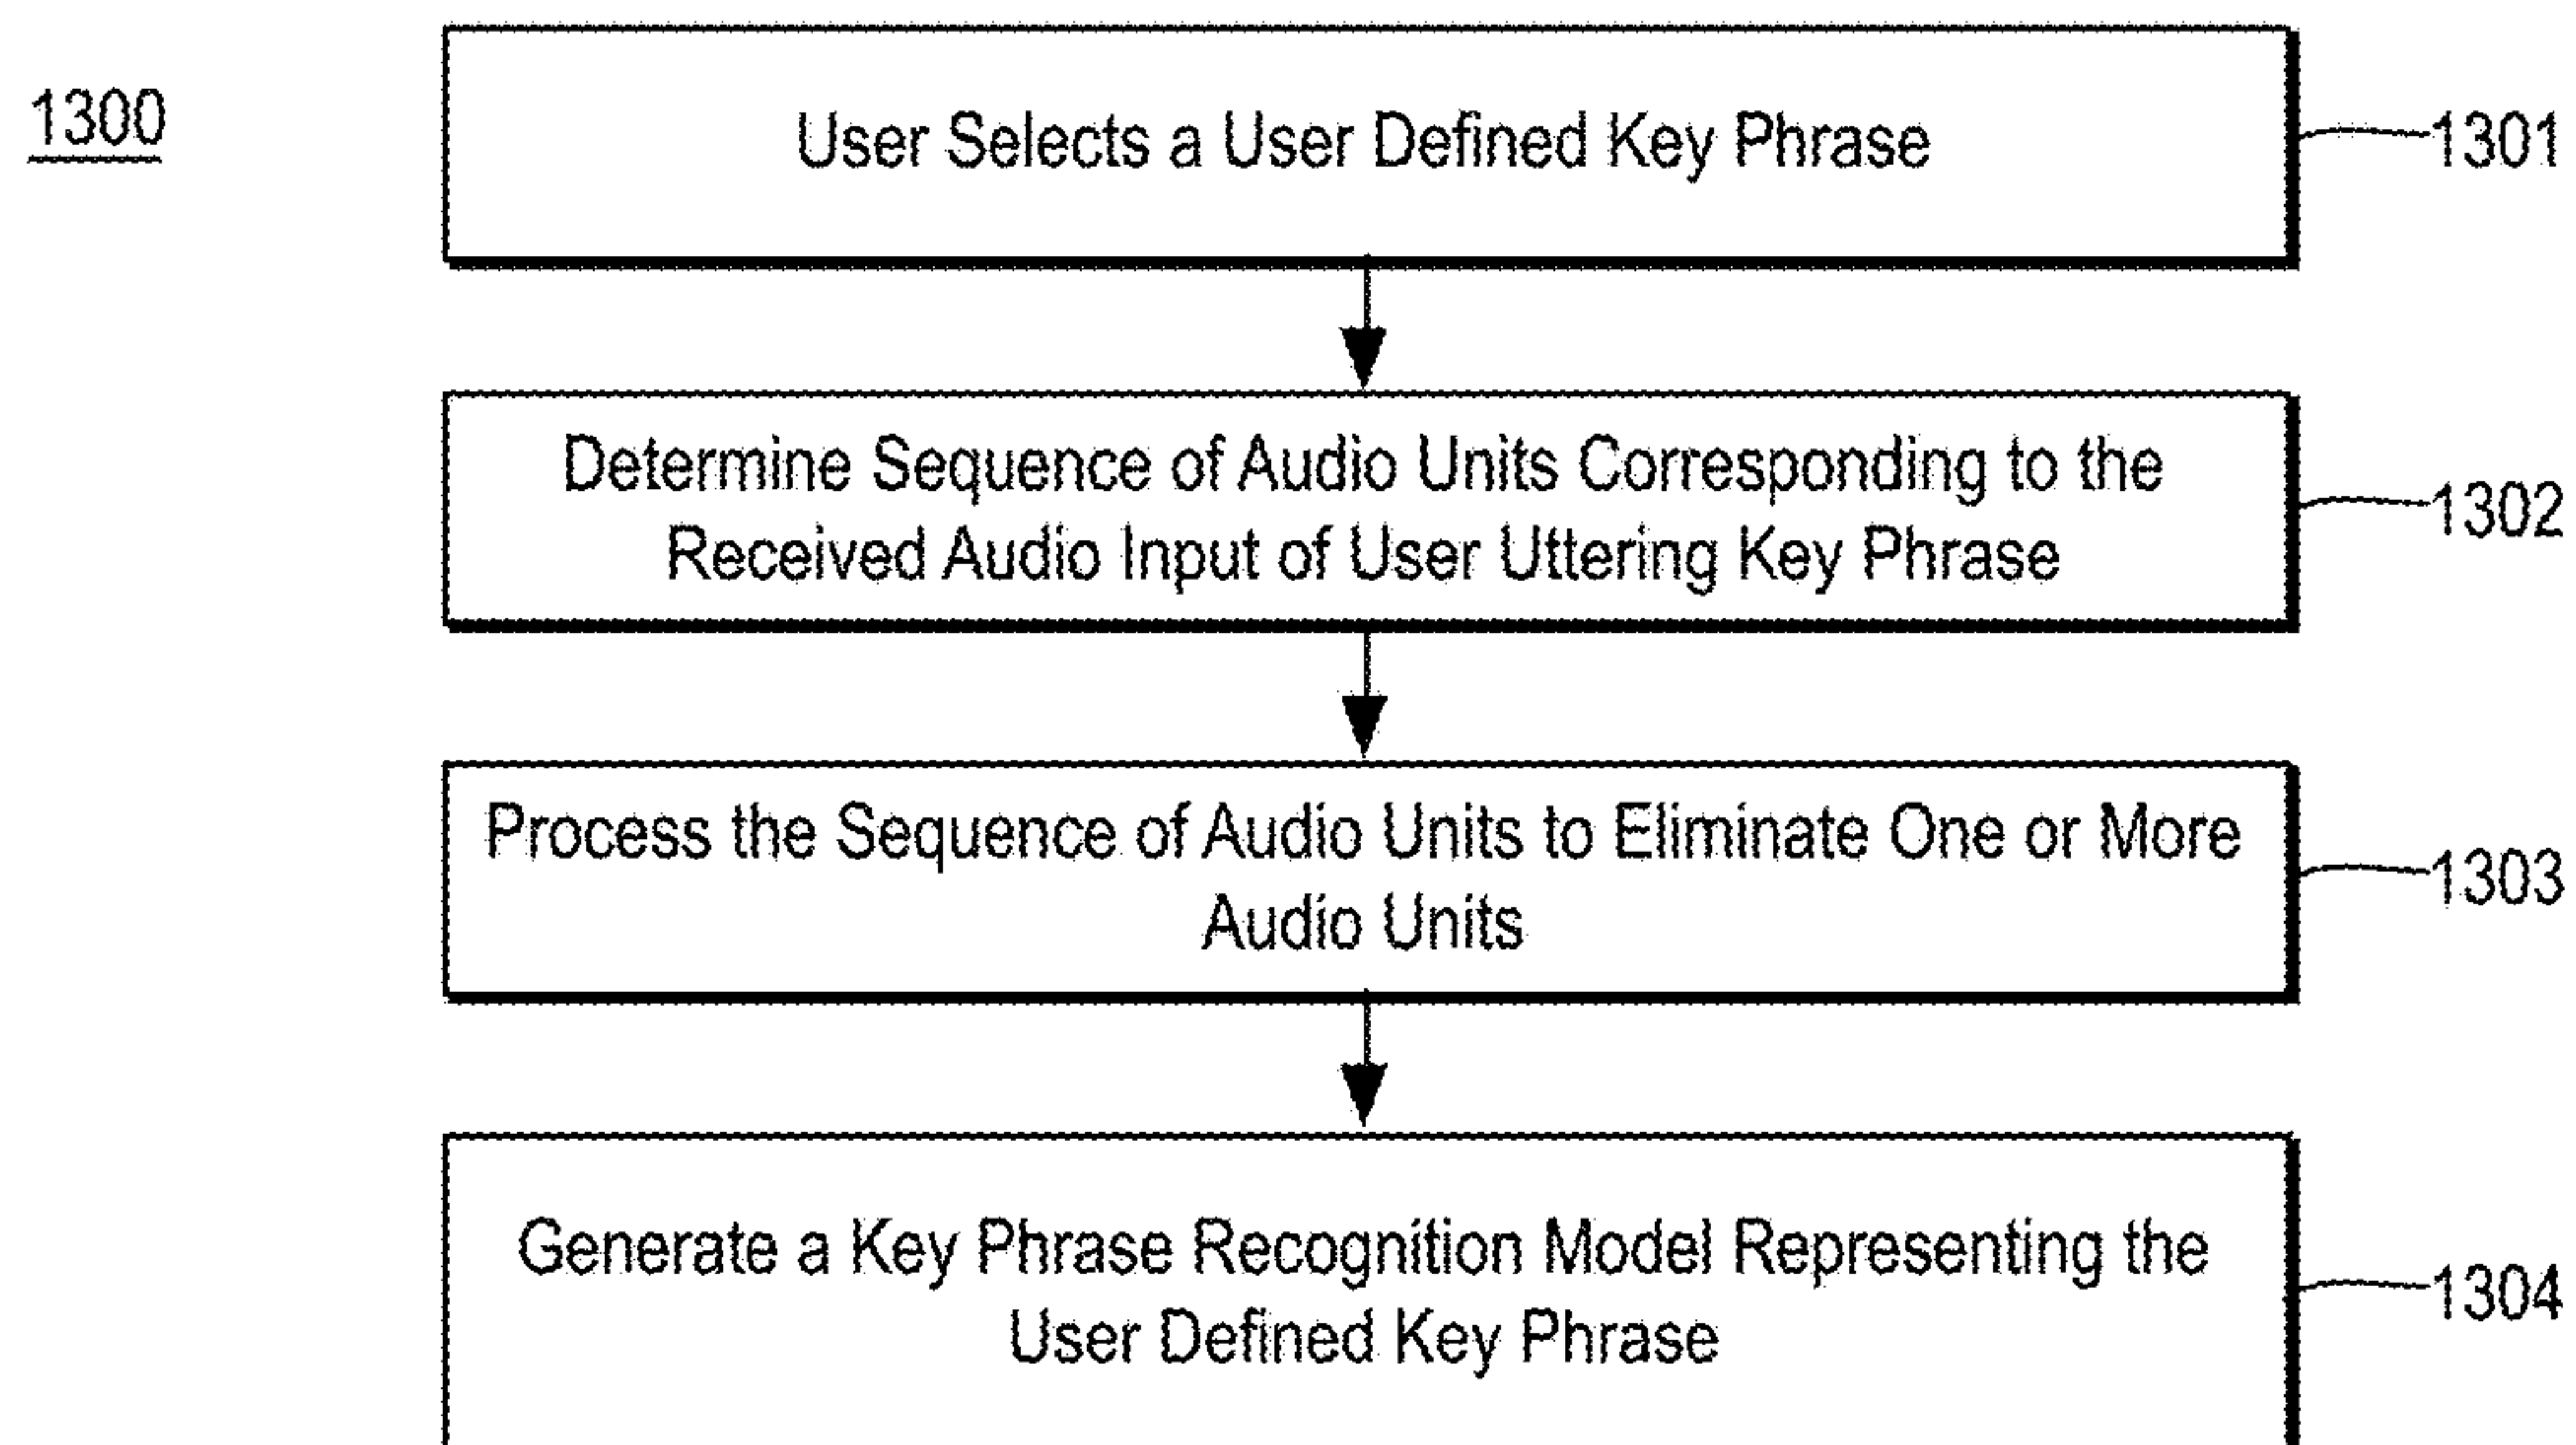 1300
User Selects a User Defined Key Phrase
1301
Determine Sequence of Audio Units Corresponding to the
Received Audio Input of User Uttering Key Phrase
1302
Process the Sequence of Audio Units to Eliminate One or More
Audio Units
1303
Generate a Key Phrase Recognition Model Representing the
User Defined Key Phrase
1304